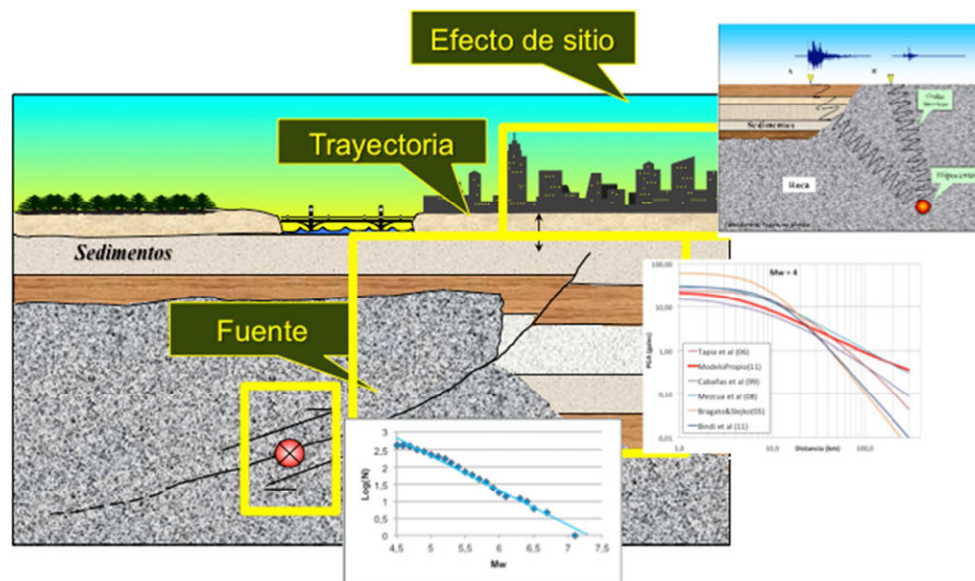 Efecto de sitio
Trayectoria
Sedimentos
Fuente
A
B
Sedimentos
Roca
Hipocentro
Mw = 4
100,00
10,00
1,00
0,10
0,01
PGA (gales)
Tapia et al (06)
ModeloPropio(11)
Cabañas et al (99)
Mezcua et al (08)
Bragato&Slejko(05)
Bindi et al (11)
1,0
10,0
100,0
Distancia (km)
3
2,5
2
1,5
1
0,5
0
Log(N)
4,5
5
5,5
6
6,5
7
7,5
Mw